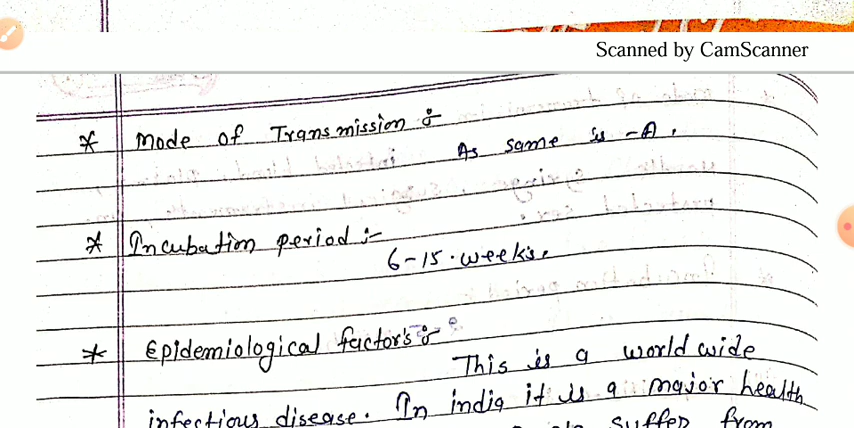 Scanned by CamScanner
* Mode of Transmission :-
As same is -A.
* Incubation period :-
6-15.weeks.
* Epidemiological factor's :-
This is a world wide
infectious disease. In india it is a major health
suffer from